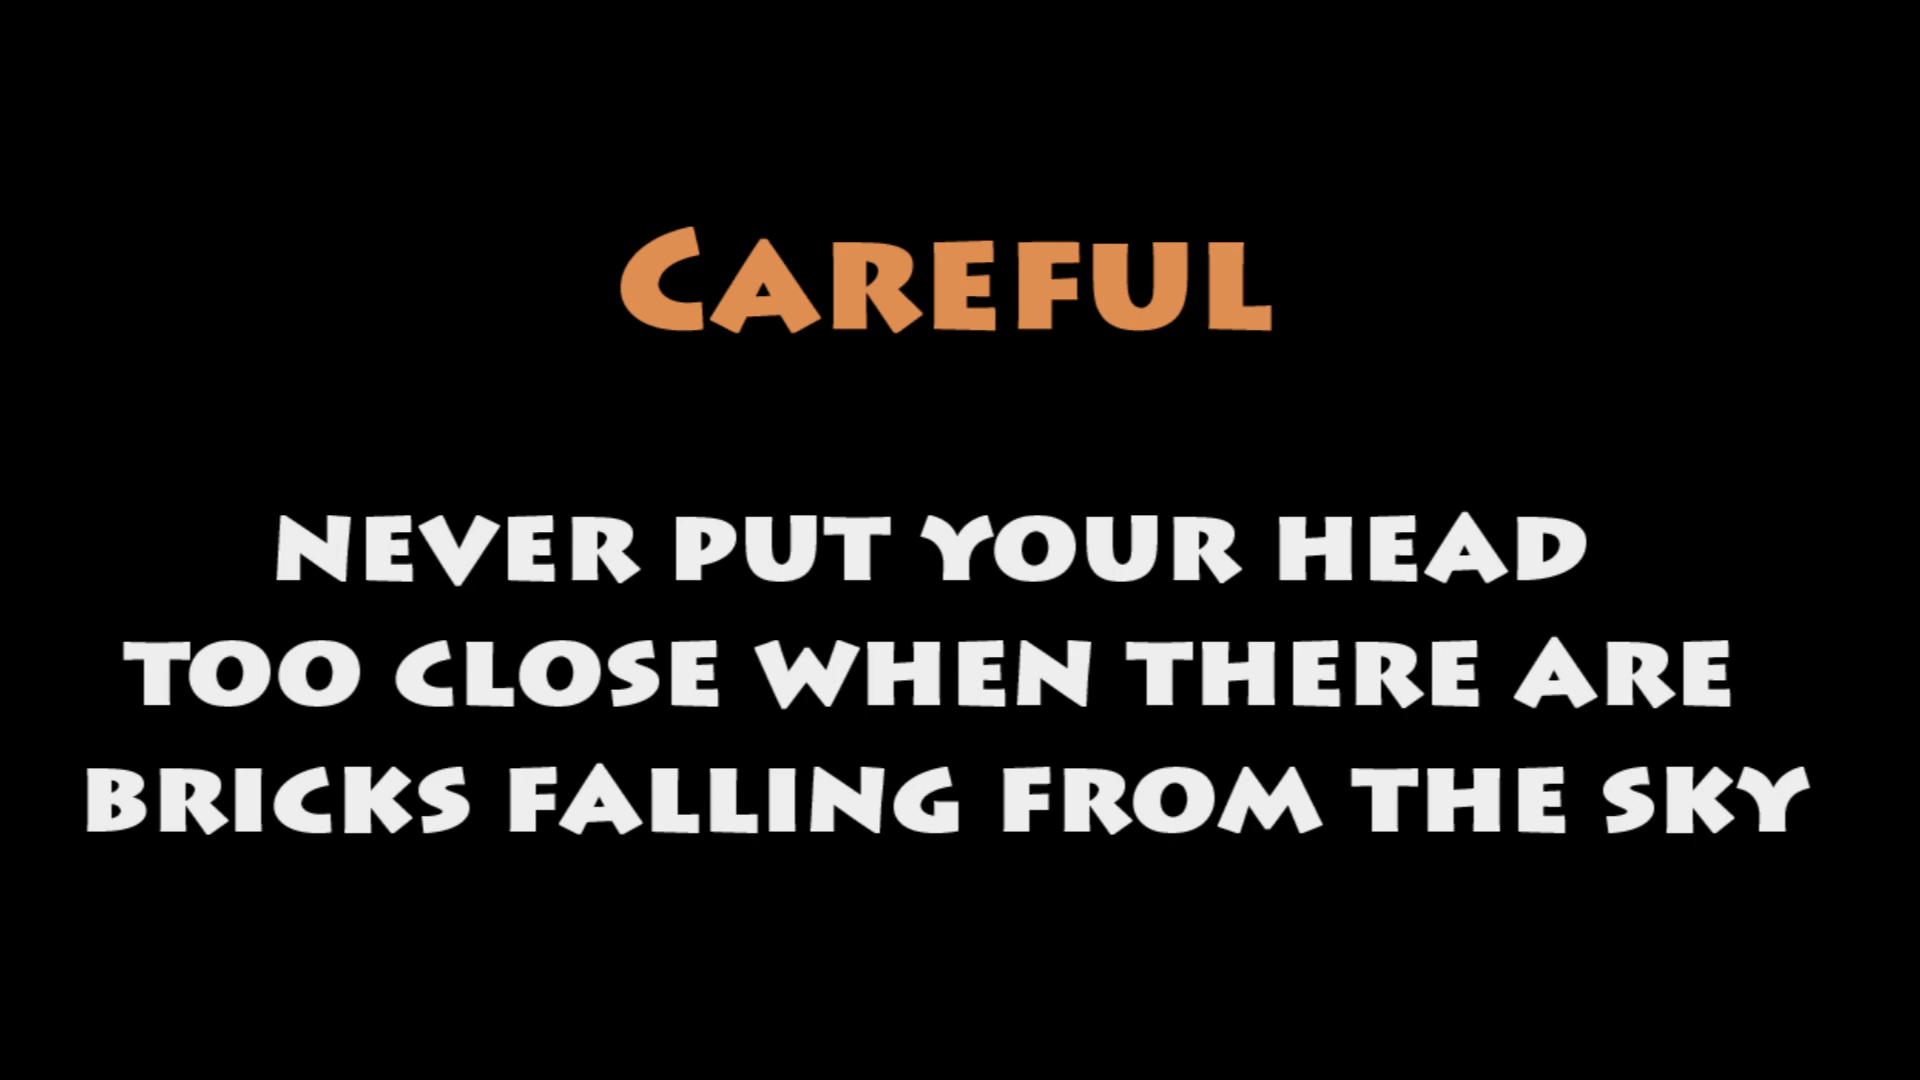 CAREFUL
NEVER PUT YOUR HEAD
TOO CLOSE WHEN THERE ARE
BRICKS FALLING FROM THE SKY